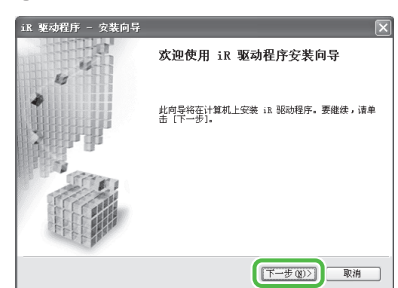 iR 驱动程序 - 安装向导
欢迎使用 iR 驱动程序安装向导
此向导将在计算机上安装 iR 驱动程序。要继续，请单
击 [下一步]。
下一步(N)>
取消